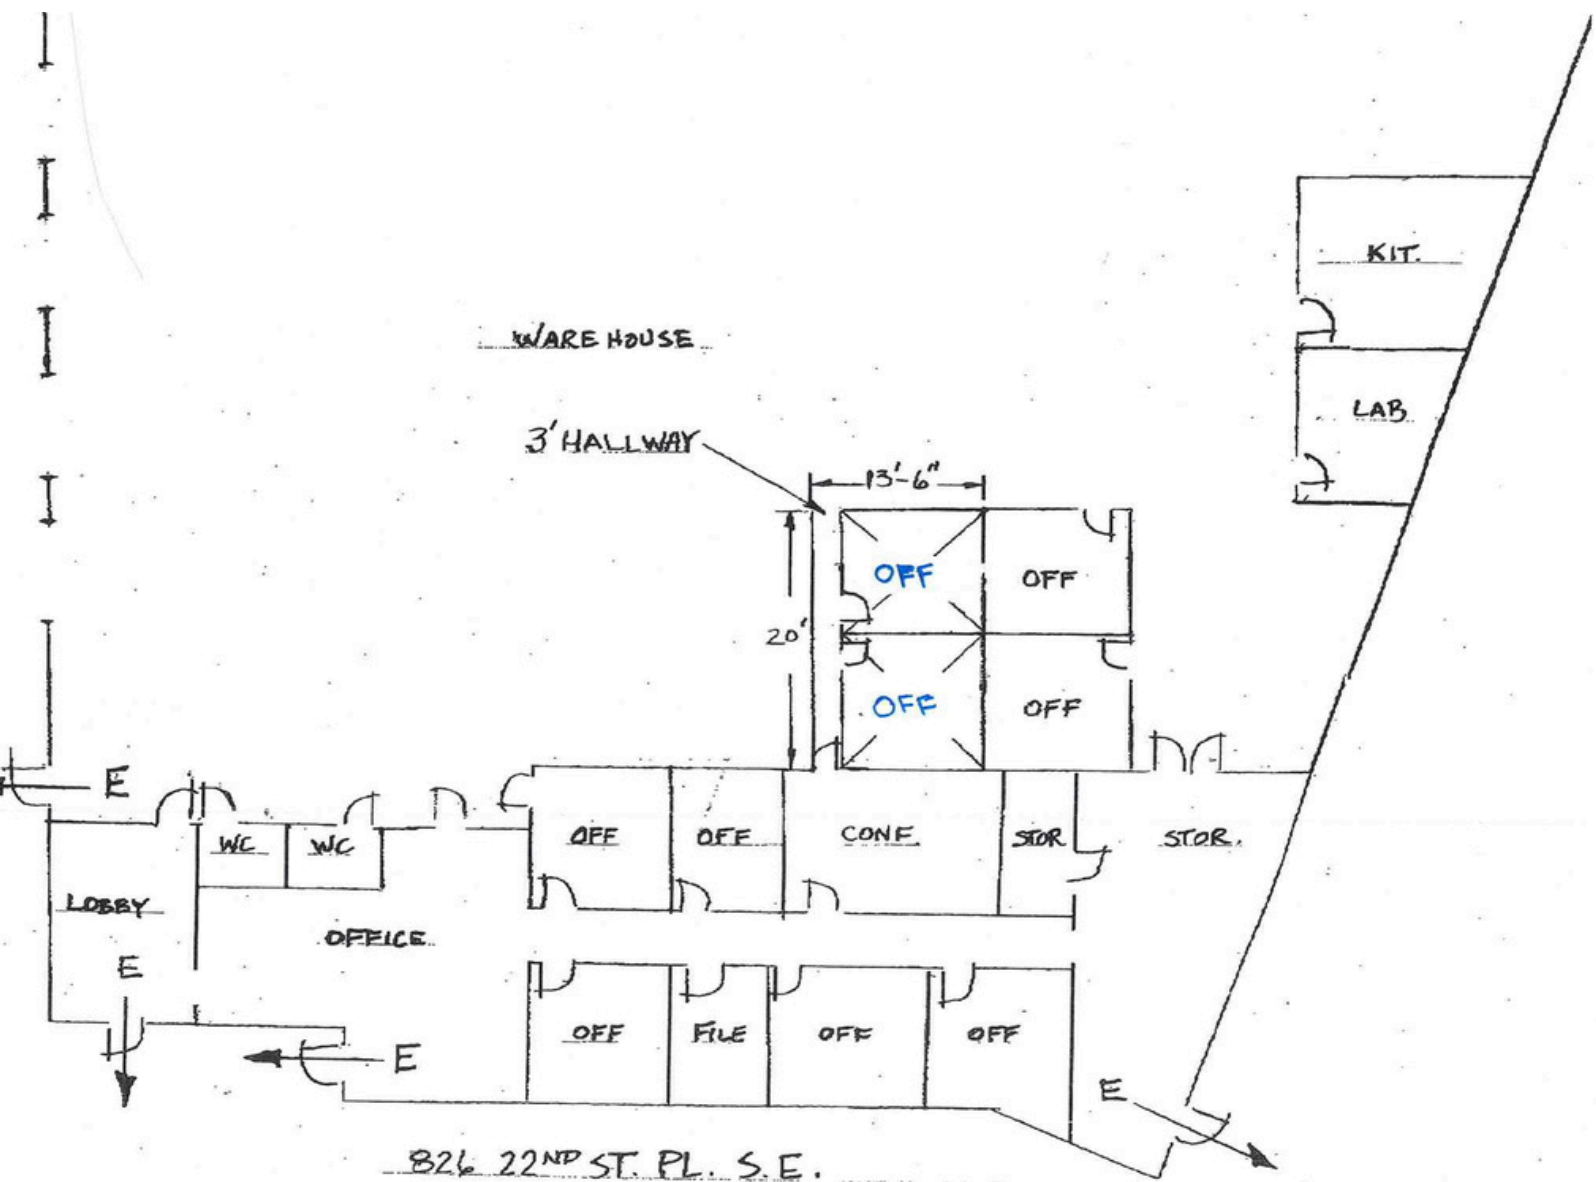 KIT.
WARE HOUSE
LAB
3' HALLWAY
13'-6"
OFF
OFF
20'
OFF
OFF
E
WC
WC
OFF
OFF
CONF.
STOR
STOR.
LOBBY
OFFICE
E
OFF
FILE
OFF
OFF
E
E
826 22ND ST. PL. S.E.